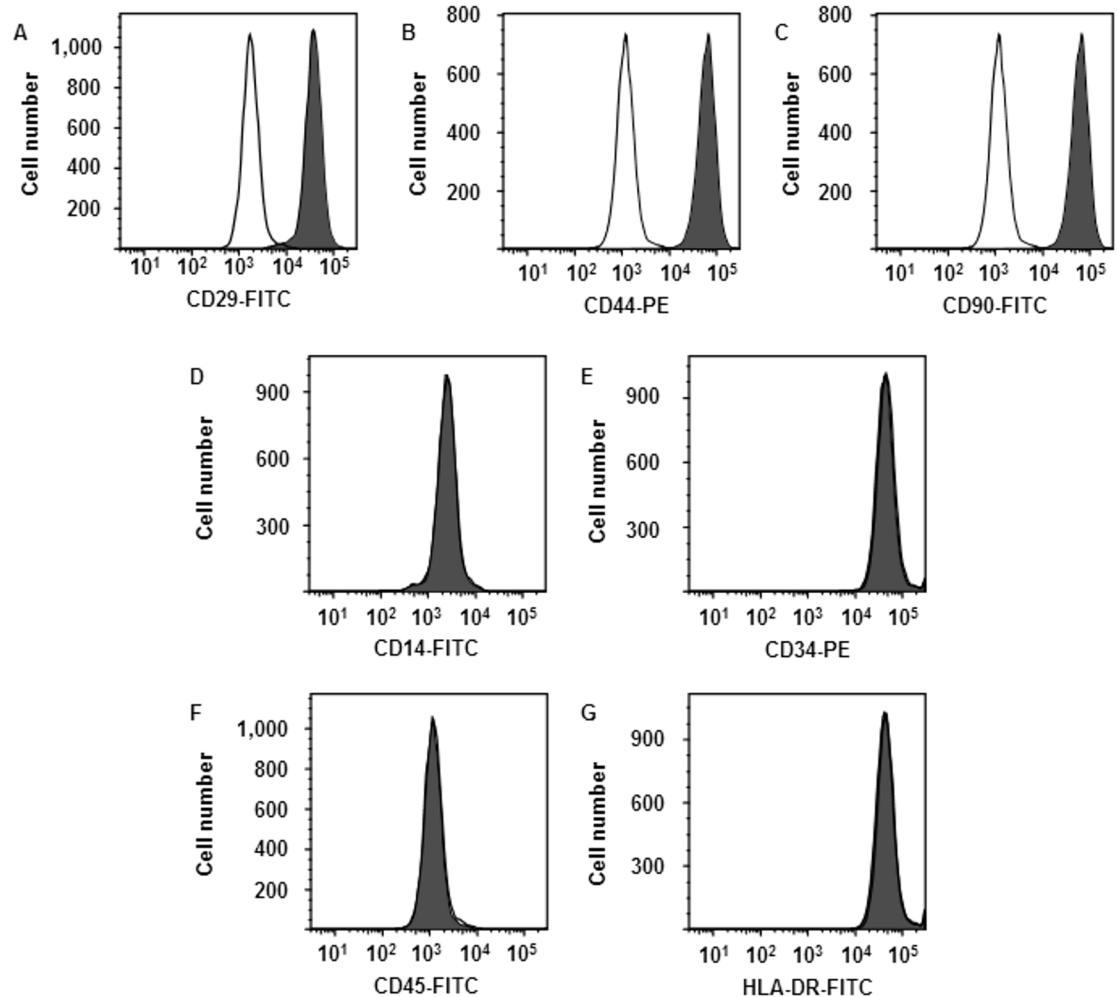 A
Cell number
1,000
800
600
400
200
10¹ 10² 10³ 10⁴ 10⁵
CD29-FITC
B
Cell number
800
600
400
200
10¹ 10² 10³ 10⁴ 10⁵
CD44-PE
C
Cell number
800
600
400
200
10¹ 10² 10³ 10⁴ 10⁵
CD90-FITC
D
Cell number
900
600
300
10¹ 10² 10³ 10⁴ 10⁵
CD14-FITC
E
Cell number
900
600
300
10¹ 10² 10³ 10⁴ 10⁵
CD34-PE
F
Cell number
1,000
800
600
400
200
10¹ 10² 10³ 10⁴ 10⁵
CD45-FITC
G
Cell number
900
600
300
10¹ 10² 10³ 10⁴ 10⁵
HLA-DR-FITC